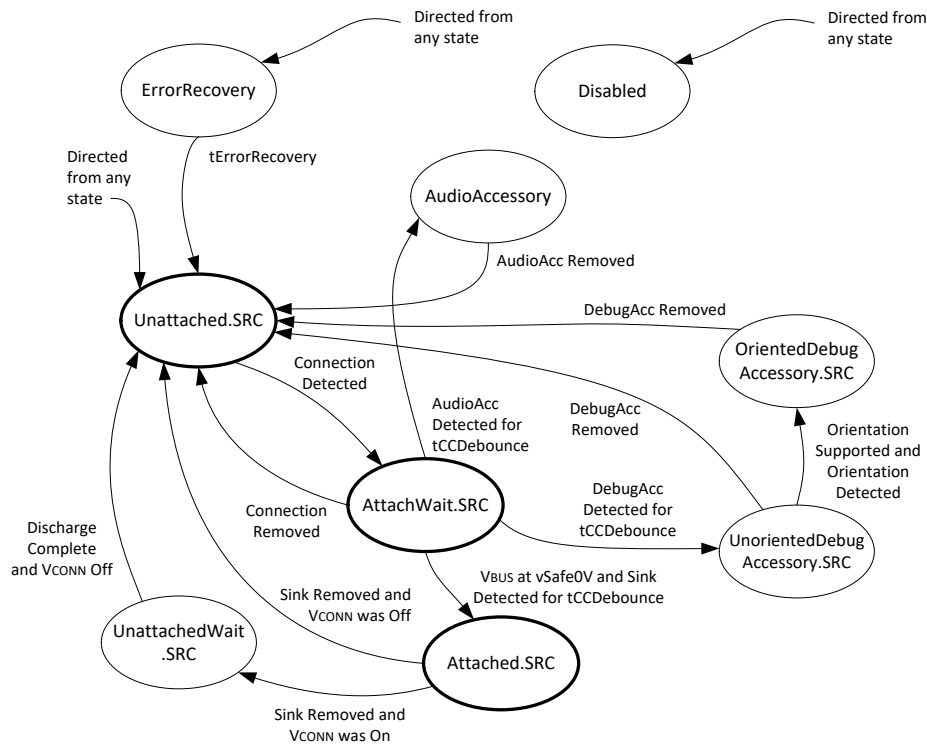 Directed from
any state
Directed from
any state
ErrorRecovery
Disabled
Directed
from any
state
tErrorRecovery
AudioAccessory
AudioAcc Removed
Unattached.SRC
DebugAcc Removed
OrientedDebug
Accessory.SRC
Connection
Detected
AudioAcc
Detected for
tCCDebounce
DebugAcc
Removed
Orientation
Supported and
Orientation
Detected
AttachWait.SRC
Connection
Removed
DebugAcc
Detected for
tCCDebounce
UnorientedDebug
Accessory.SRC
Discharge
Complete
and VCONN Off
VBUS at vSafe0V and Sink
Detected for tCCDebounce
Sink Removed and
VCONN was Off
UnattachedWait
.SRC
Attached.SRC
Sink Removed and
VCONN was On